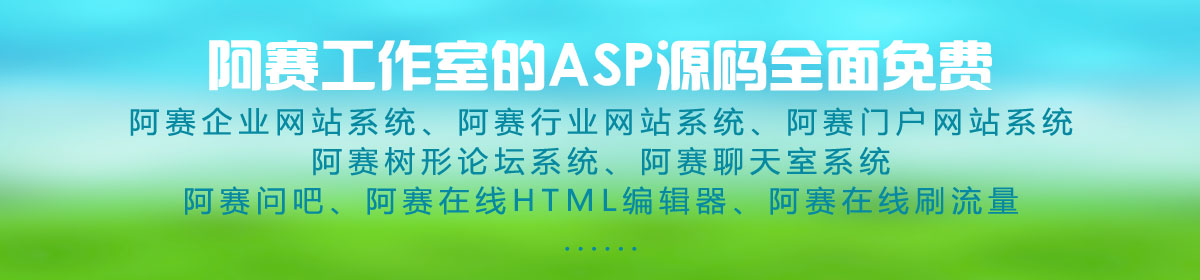 阿赛工作室的ASP源码全面免费
阿赛企业网站系统、阿赛行业网站系统、阿赛门户网站系统
阿赛树形论坛系统、阿赛聊天室系统
阿赛问吧、阿赛在线HTML编辑器、阿赛在线刷流量
······